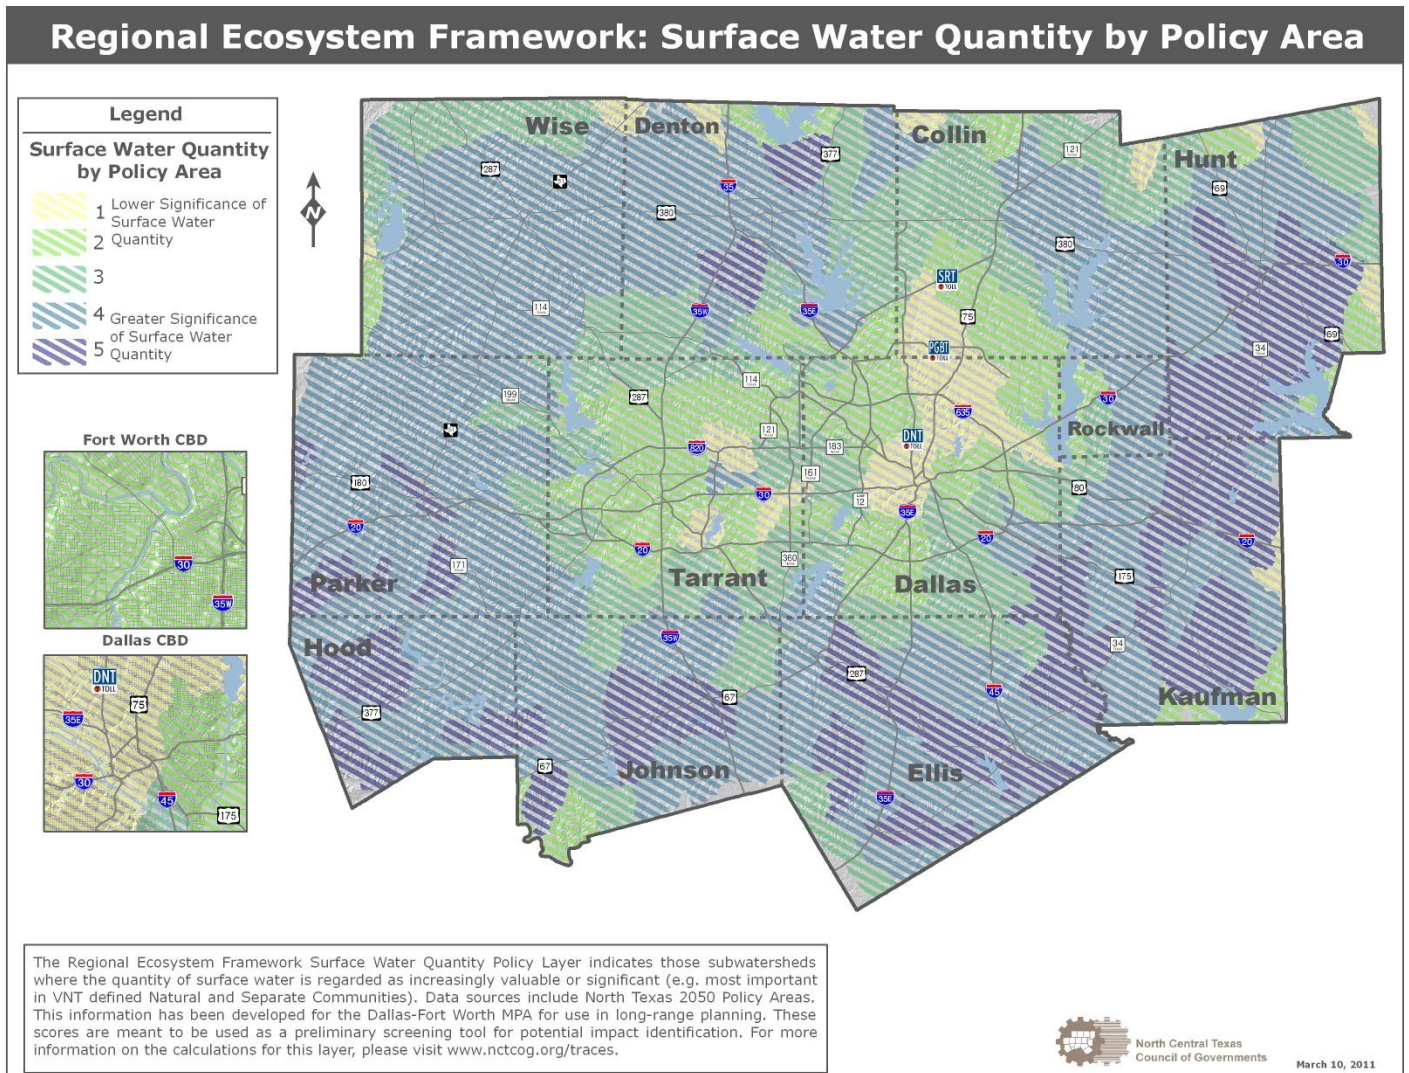 Regional Ecosystem Framework: Surface Water Quantity by Policy Area
Legend
Surface Water Quantity
by Policy Area
1 Lower Significance of
Surface Water
2 Quantity
3
4 Greater Significance
of Surface Water
5 Quantity
N
Wise
Denton
Collin
Hunt
Rockwall
Parker
Tarrant
Dallas
Hood
Johnson
Ellis
Kaufman
287
380
35
377
121
69
380
30
114
35W
35E
SRT
TOLL
75
34
69
PGBT
TOLL
199
287
114
635
30
121
183
DNT
TOLL
820
161
180
30
12
80
20
35E
20
20
171
20
360
175
34
35W
287
67
377
45
67
35E
Fort Worth CBD
30
35W
Dallas CBD
DNT
TOLL
75
35E
30
45
175
The Regional Ecosystem Framework Surface Water Quantity Policy Layer indicates those subwatersheds
where the quantity of surface water is regarded as increasingly valuable or significant (e.g. most important
in VNT defined Natural and Separate Communities). Data sources include North Texas 2050 Policy Areas.
This information has been developed for the Dallas-Fort Worth MPA for use in long-range planning. These
scores are meant to be used as a preliminary screening tool for potential impact identification. For more
information on the calculations for this layer, please visit www.nctcog.org/traces.
North Central Texas
Council of Governments
March 10, 2011